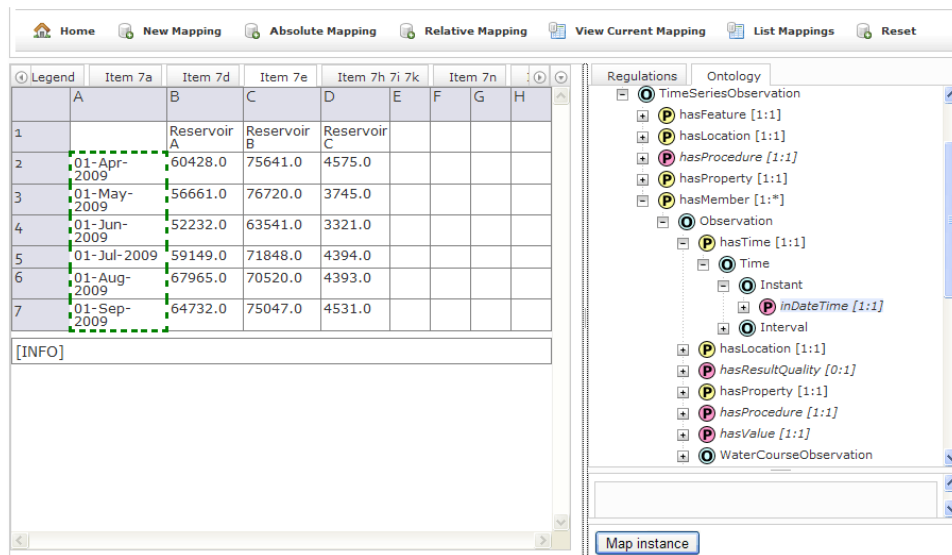 Home New Mapping Absolute Mapping Relative Mapping View Current Mapping List Mappings Reset
Legend Item 7a Item 7d Item 7e Item 7h 7i 7k Item 7n
A B C D E F G H
1 Reservoir A Reservoir B Reservoir C
2 01-Apr-2009 60428.0 75641.0 4575.0
3 01-May-2009 56661.0 76720.0 3745.0
4 01-Jun-2009 52232.0 63541.0 3321.0
5 01-Jul-2009 59149.0 71848.0 4394.0
6 01-Aug-2009 67965.0 70520.0 4393.0
7 01-Sep-2009 64732.0 75047.0 4531.0
[INFO]
Regulations Ontology
O TimeSeriesObservation
P hasFeature [1:1]
P hasLocation [1:1]
P hasProcedure [1:1]
P hasProperty [1:1]
P hasMember [1:*]
O Observation
P hasTime [1:1]
O Time
O Instant
P inDateTime [1:1]
O Interval
P hasLocation [1:1]
P hasResultQuality [0:1]
P hasProperty [1:1]
P hasProcedure [1:1]
P hasValue [1:1]
O WaterCourseObservation
Map instance